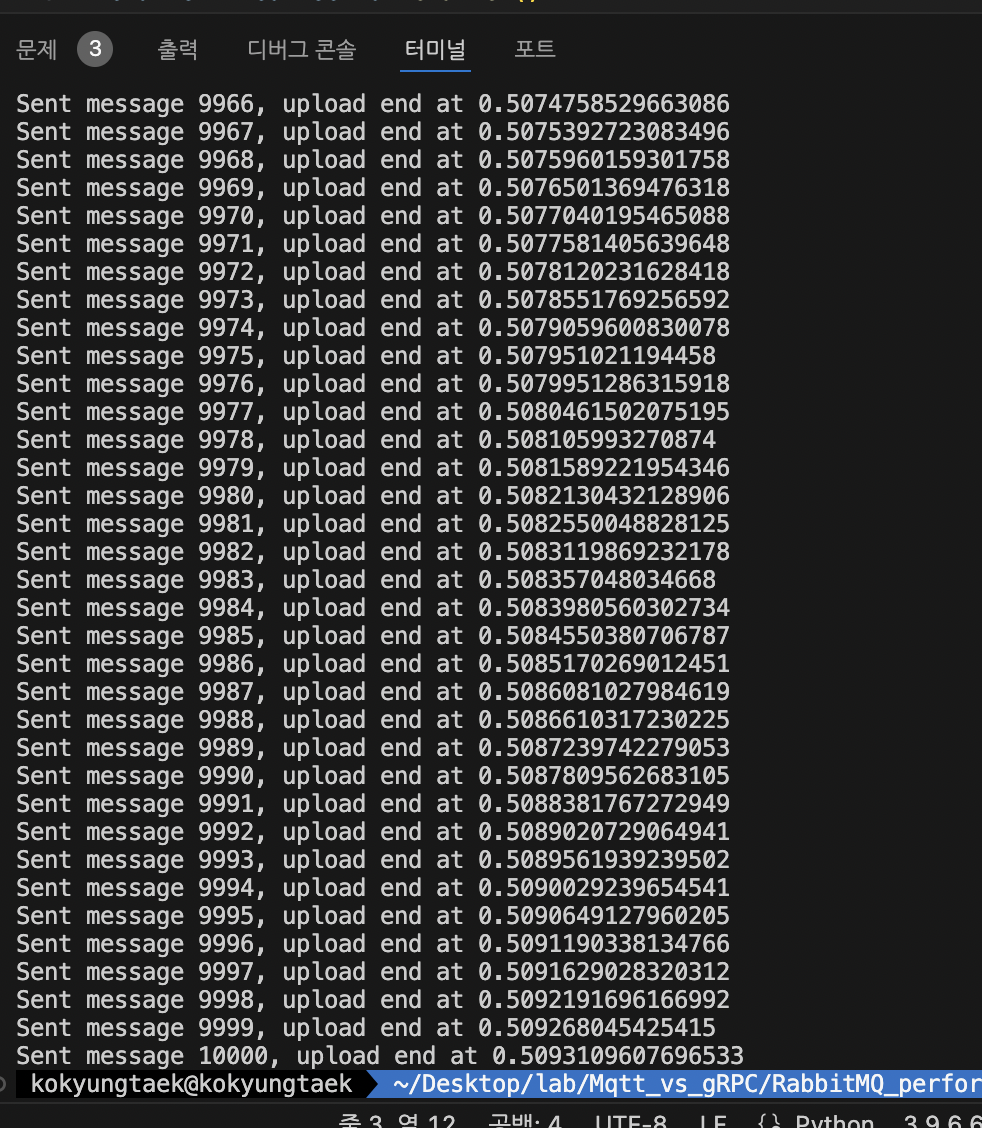 문제 3 출력 디버그 콘솔 터미널 포트
Sent message 9966, upload end at 0.5074758529663086
Sent message 9967, upload end at 0.5075392723083496
Sent message 9968, upload end at 0.5075960159301758
Sent message 9969, upload end at 0.5076501369476318
Sent message 9970, upload end at 0.5077040195465088
Sent message 9971, upload end at 0.5077581405639648
Sent message 9972, upload end at 0.5078120231628418
Sent message 9973, upload end at 0.5078551769256592
Sent message 9974, upload end at 0.5079059600830078
Sent message 9975, upload end at 0.507951021194458
Sent message 9976, upload end at 0.5079951286315918
Sent message 9977, upload end at 0.5080461502075195
Sent message 9978, upload end at 0.508105993270874
Sent message 9979, upload end at 0.5081589221954346
Sent message 9980, upload end at 0.5082130432128906
Sent message 9981, upload end at 0.5082550048828125
Sent message 9982, upload end at 0.5083119869232178
Sent message 9983, upload end at 0.508357048034668
Sent message 9984, upload end at 0.5083980560302734
Sent message 9985, upload end at 0.5084550380706787
Sent message 9986, upload end at 0.5085170269012451
Sent message 9987, upload end at 0.5086081027984619
Sent message 9988, upload end at 0.5086610317230225
Sent message 9989, upload end at 0.5087239742279053
Sent message 9990, upload end at 0.5087809562683105
Sent message 9991, upload end at 0.5088381767272949
Sent message 9992, upload end at 0.5089020729064941
Sent message 9993, upload end at 0.5089561939239502
Sent message 9994, upload end at 0.5090029239654541
Sent message 9995, upload end at 0.5090649127960205
Sent message 9996, upload end at 0.5091190338134766
Sent message 9997, upload end at 0.5091629028320312
Sent message 9998, upload end at 0.5092191696166992
Sent message 9999, upload end at 0.509268045425415
Sent message 10000, upload end at 0.5093109607696533
kokyungtaek@kokyungtaek ~/Desktop/lab/Mqtt_vs_gRPC/RabbitMQ_perfor
줄 3, 열 12 공백: 4 UTF-8 LF {} Python 3.9.6 6